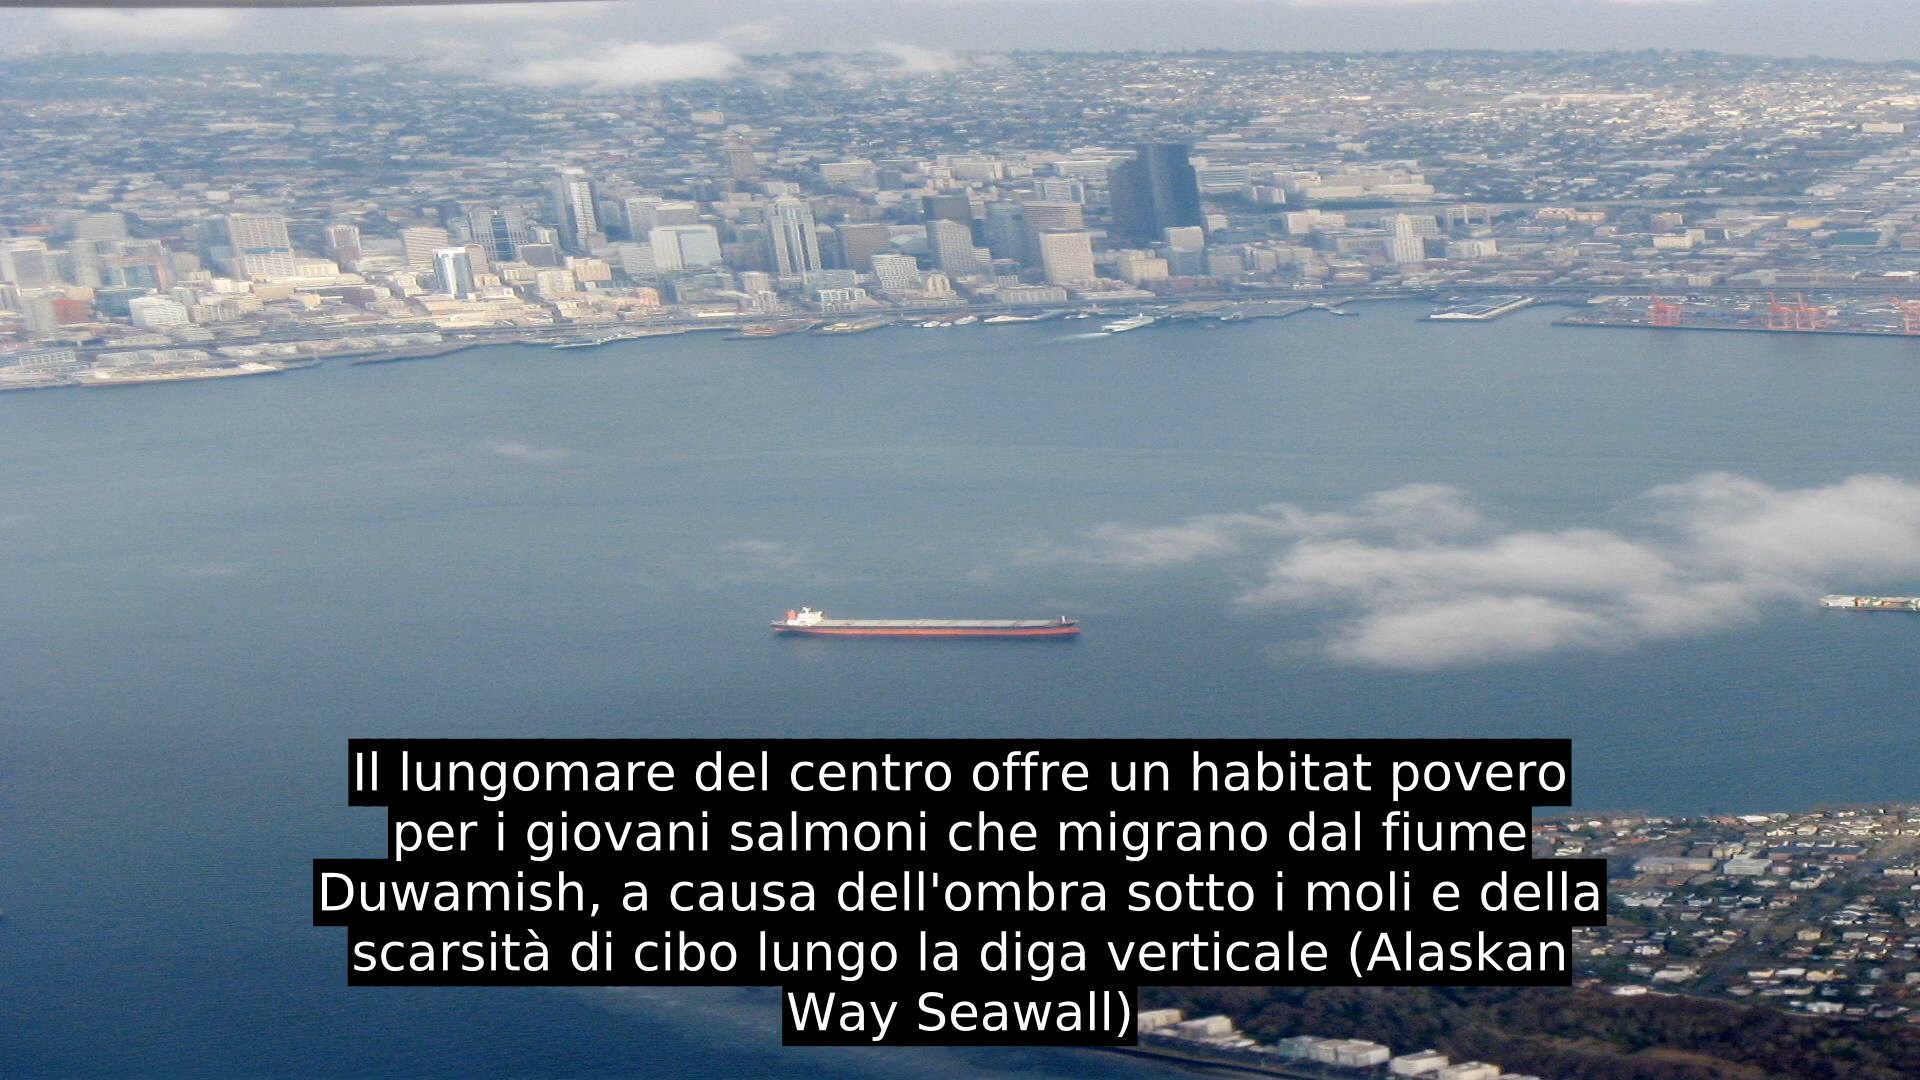 Il lungomare del centro offre un habitat povero
per i giovani salmoni che migrano dal fiume
Duwamish, a causa dell'ombra sotto i moli e della
scarsità di cibo lungo la diga verticale (Alaskan
Way Seawall)